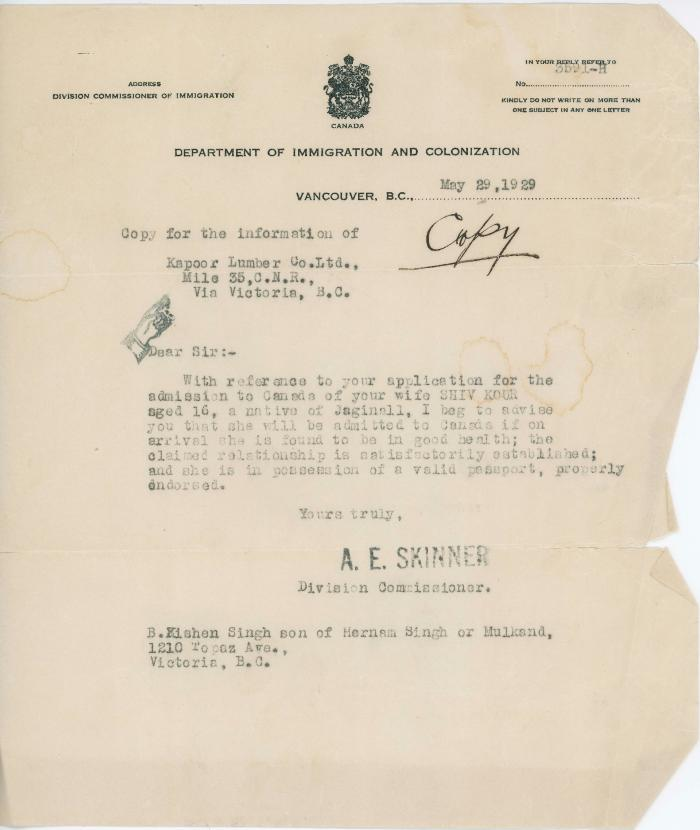 ADDRESS
DIVISION COMMISSIONER OF IMMIGRATION
CANADA
IN YOUR REPLY REFER TO
No. 3591-H
KINDLY DO NOT WRITE ON MORE THAN
ONE SUBJECT IN ANY ONE LETTER
DEPARTMENT OF IMMIGRATION AND COLONIZATION
VANCOUVER, B.C., May 29,1929
Copy for the information of
Copy
Kapoor Lumber Co.Ltd.,
Mile 35,C.N.R.,
Via Victoria, B.C.
Dear Sir:-
With reference to your application for the
admission to Canada of your wife SHIV KOUR
aged 16, a native of Jaginall, I beg to advise
you that she will be admitted to Canada if on
arrival she is found to be in good health; the
claimed relationship is satisfactorily established;
and she is in possession of a valid passport, properly
endorsed.
Yours truly,
A. E. SKINNER
Division Commissioner.
B.Kishen Singh son of Hernam Singh or Mulkand,
1210 Topaz Ave.,
Victoria, B.C.